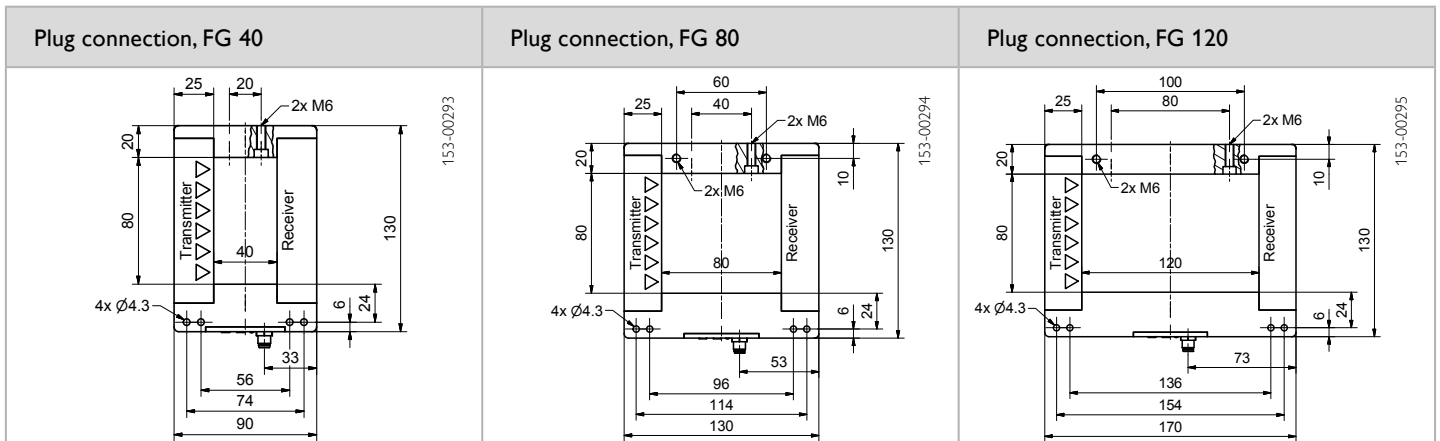 Plug connection, FG 40
25
20
2x M6
20
80
Transmitter
40
Receiver
130
4x Ø4.3
6
24
33
56
74
90
153-00293
Plug connection, FG 80
60
25
40
2x M6
20
10
2x M6
80
Transmitter
80
Receiver
130
4x Ø4.3
6
24
53
96
114
130
153-00294
Plug connection, FG 120
100
25
80
2x M6
20
10
2x M6
80
Transmitter
120
Receiver
130
4x Ø4.3
6
24
73
136
154
170
153-00295